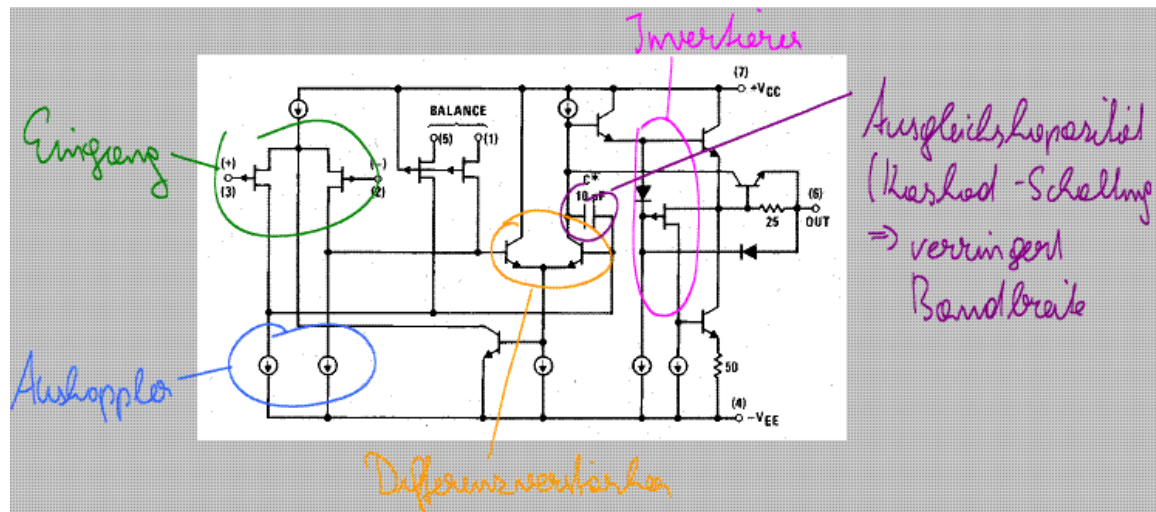 Invertierer
Eingang
Auskoppler
Differenzverstärker
Ausgleichskapazität
(Kaskod-Schaltung
⇒ verringert
Bandbreite
(7)
+VCC
BALANCE
(5)
(1)
(+)
(3)
(-)
(2)
C*
10 pF
(6)
25
OUT
50
(4)
-VEE